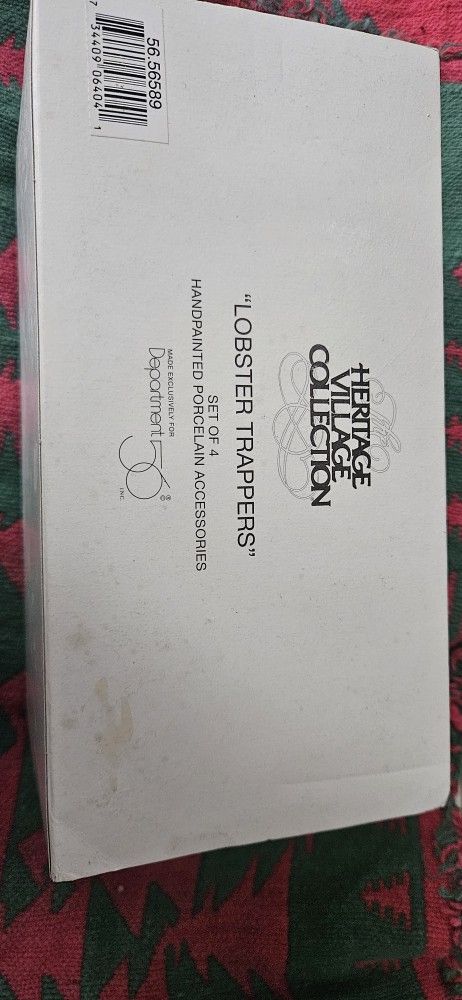 56.56589
7 34409 06404 1
HERITAGE
VILLAGE
COLLECTION
"LOBSTER TRAPPERS"
SET OF 4
HANDPAINTED PORCELAIN ACCESSORIES
MADE EXCLUSIVELY FOR
Department 56®
INC.